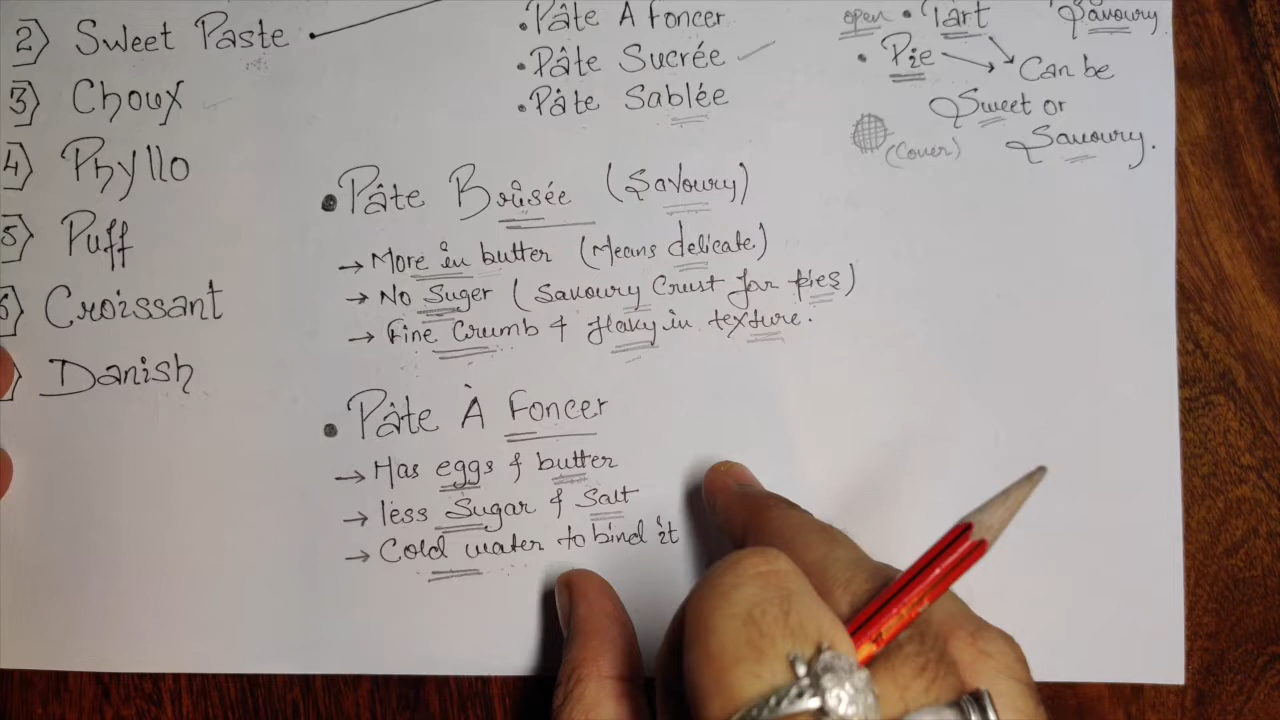 2) Sweet Paste
3) Choux
4) Phyllo
5) Puff
6) Croissant
) Danish
• Pâte A Foncer
• Pâte Sucrée
• Pâte Sablée
open • Tart Savoury
• Pie Can be
Sweet or
(Cover) Savoury.
• Pâte Brûsée (Savoury)
→ More in butter (Means delicate)
→ No Suger (Savoury Crust for pies)
→ Fine Crumb & flaky in texture.
• Pâte À Foncer
→ Has eggs & butter
→ less Sugar & Salt
→ Cold water to bind it